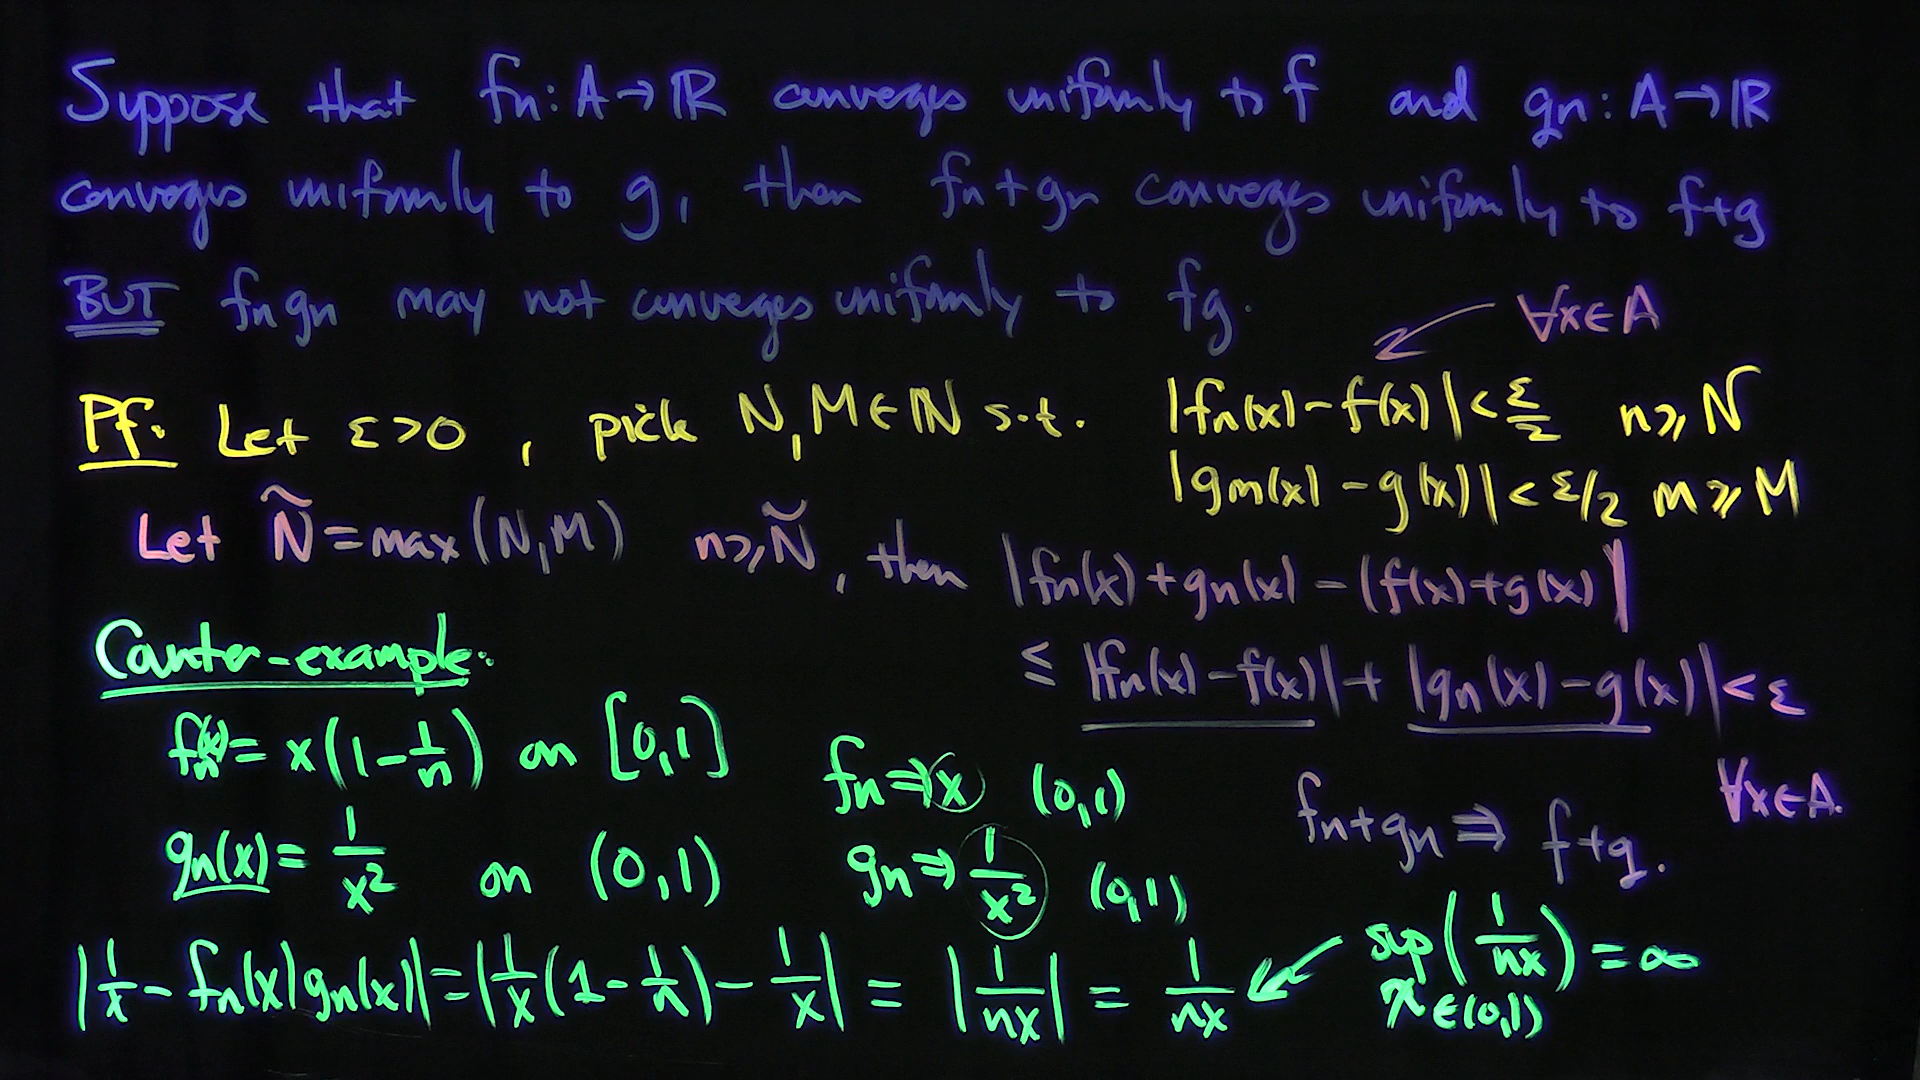 Suppose that fn: A→ℝ converges uniformly to f and gn: A→ℝ
converges uniformly to g, then fn+gn converges uniformly to f+g
BUT fngn may not converges uniformly to fg.
∀x∈A
Pf: Let ε>0, pick N,M∈ℕ s.t. |fn(x)-f(x)|<ε/2 n≥N
|gm(x)-g(x)|<ε/2 m≥M
Let Ñ=max(N,M) n≥Ñ, then |fn(x)+gn(x)-(f(x)+g(x)|
≤ |fn(x)-f(x)|+|gn(x)-g(x)|<ε
∀x∈A.
fn+gn ⇉ f+g.
Counter-example:
fn(x)= x(1-1/n) on [0,1] fn⇉x (0,1)
gn(x)= 1/x² on (0,1) gn⇉1/x² (0,1)
|1/x - fn(x)gn(x)|=|1/x(1-1/n)-1/x| = |1/nx| = 1/nx
sup x∈(0,1) (1/nx) = ∞